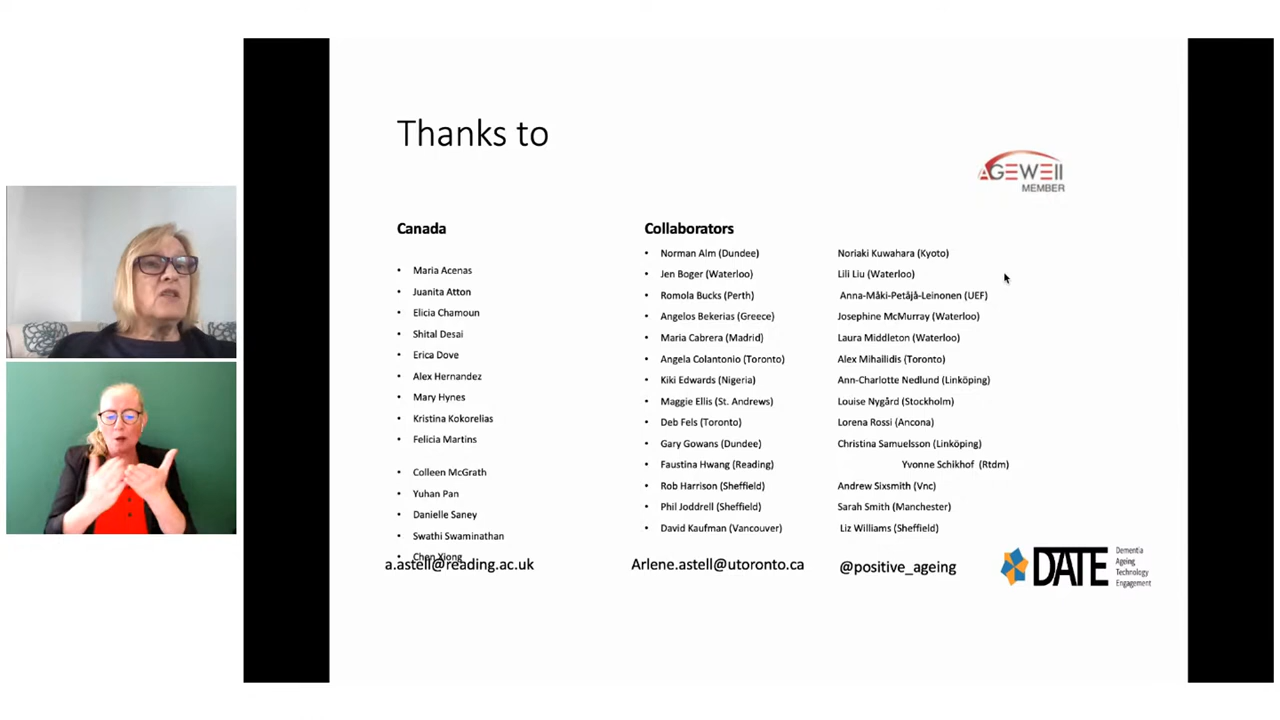 Thanks to
AGEWELL
MEMBER
Canada
Maria Acenas
Juanita Atton
Elicia Chamoun
Shital Desai
Erica Dove
Alex Hernandez
Mary Hynes
Kristina Kokorelias
Felicia Martins
Colleen McGrath
Yuhan Pan
Danielle Saney
Swathi Swaminathan
Chen Xiong
Collaborators
Norman Alm (Dundee)
Jen Boger (Waterloo)
Romola Bucks (Perth)
Angelos Bekerias (Greece)
Maria Cabrera (Madrid)
Angela Colantonio (Toronto)
Kiki Edwards (Nigeria)
Maggie Ellis (St. Andrews)
Deb Fels (Toronto)
Gary Gowans (Dundee)
Faustina Hwang (Reading)
Rob Harrison (Sheffield)
Phil Joddrell (Sheffield)
David Kaufman (Vancouver)
Noriaki Kuwahara (Kyoto)
Lili Liu (Waterloo)
Anna-Måki-Petåjå-Leinonen (UEF)
Josephine McMurray (Waterloo)
Laura Middleton (Waterloo)
Alex Mihailidis (Toronto)
Ann-Charlotte Nedlund (Linköping)
Louise Nygård (Stockholm)
Lorena Rossi (Ancona)
Christina Samuelsson (Linköping)
Yvonne Schikhof (Rtdm)
Andrew Sixsmith (Vnc)
Sarah Smith (Manchester)
Liz Williams (Sheffield)
a.astell@reading.ac.uk
Arlene.astell@utoronto.ca
@positive_ageing
DATE
Dementia
Ageing
Technology
Engagement